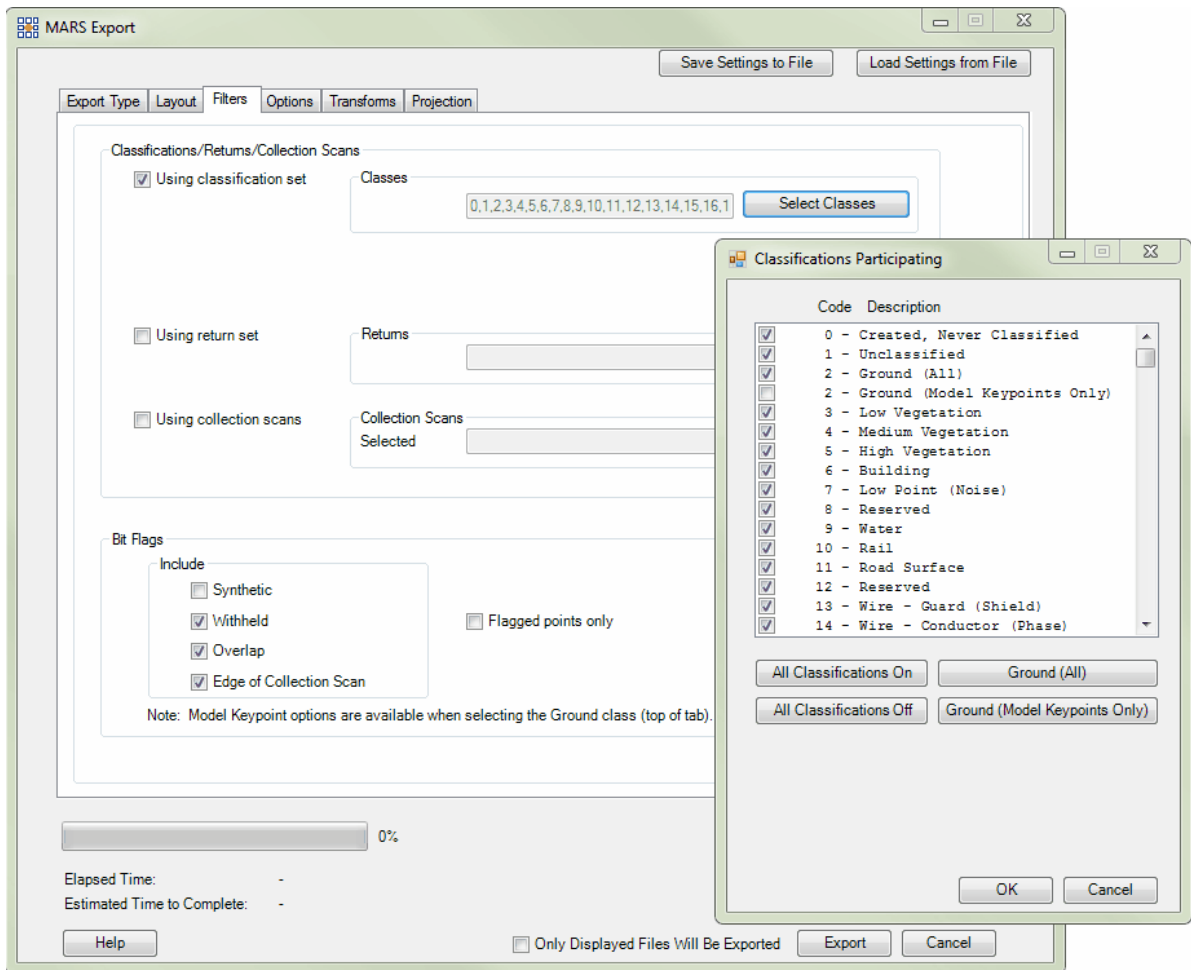 MARS Export
Save Settings to File
Load Settings from File
Export Type
Layout
Filters
Options
Transforms
Projection
Classifications/Returns/Collection Scans
Using classification set
Classes
0,1,2,3,4,5,6,7,8,9,10,11,12,13,14,15,16,1
Select Classes
Using return set
Returns
Using collection scans
Collection Scans
Selected
Bit Flags
Include
Synthetic
Withheld
Flagged points only
Overlap
Edge of Collection Scan
Note: Model Keypoint options are available when selecting the Ground class (top of tab).
0%
Elapsed Time: -
Estimated Time to Complete: -
Help
Only Displayed Files Will Be Exported
Export
Cancel
Classifications Participating
Code Description
0 - Created, Never Classified
1 - Unclassified
2 - Ground (All)
2 - Ground (Model Keypoints Only)
3 - Low Vegetation
4 - Medium Vegetation
5 - High Vegetation
6 - Building
7 - Low Point (Noise)
8 - Reserved
9 - Water
10 - Rail
11 - Road Surface
12 - Reserved
13 - Wire - Guard (Shield)
14 - Wire - Conductor (Phase)
All Classifications On
Ground (All)
All Classifications Off
Ground (Model Keypoints Only)
OK
Cancel